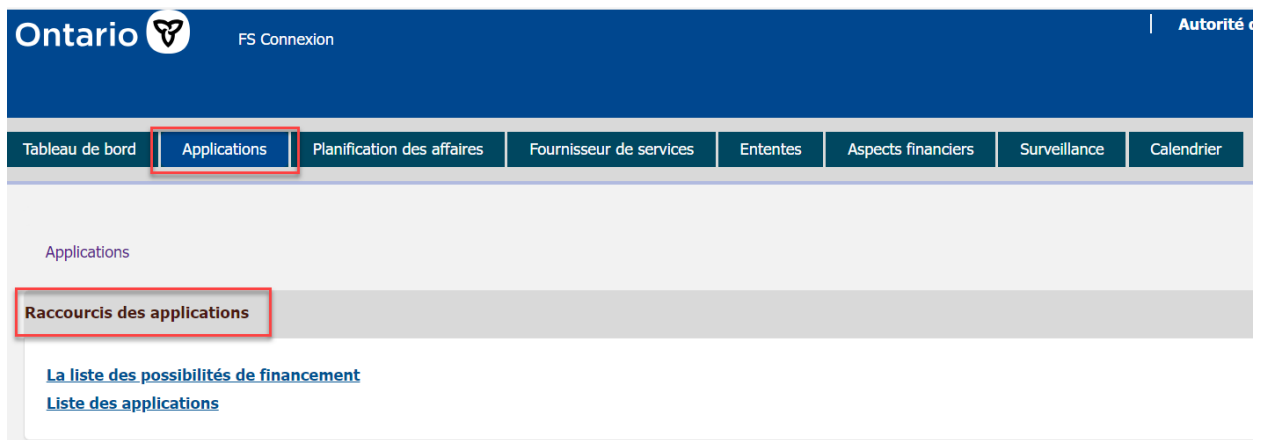 Ontario FS Connexion Autorité
Tableau de bord Applications Planification des affaires Fournisseur de services Ententes Aspects financiers Surveillance Calendrier
Applications
Raccourcis des applications
La liste des possibilités de financement
Liste des applications